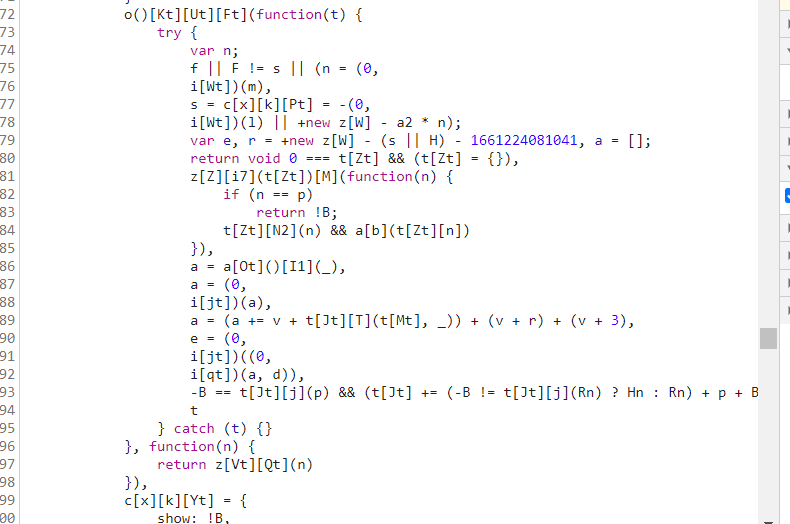 72 o()[Kt][Ut][Ft](function(t) {
73 try {
74 var n;
75 f || F != s || (n = (0,
76 i[Wt])(m),
77 s = c[x][k][Pt] = -(0,
78 i[Wt])(l) || +new z[W] - a2 * n);
79 var e, r = +new z[W] - (s || H) - 1661224081041, a = [];
80 return void 0 === t[Zt] && (t[Zt] = {}),
81 z[Z][i7](t[Zt])[M](function(n) {
82 if (n == p)
83 return !B;
84 t[Zt][N2](n) && a[b](t[Zt][n])
85 }),
86 a = a[Ot]()[I1](_),
87 a = (0,
88 i[jt])(a),
89 a = (a += v + t[Jt][T](t[Mt], _)) + (v + r) + (v + 3),
90 e = (0,
91 i[jt])((0,
92 i[qt])(a, d)),
93 -B == t[Jt][j](p) && (t[Jt] += (-B != t[Jt][j](Rn) ? Hn : Rn) + p + B
94 t
95 } catch (t) {}
96 }, function(n) {
97 return z[Vt][Qt](n)
98 }),
99 c[x][k][Yt] = {
00 show: !B,